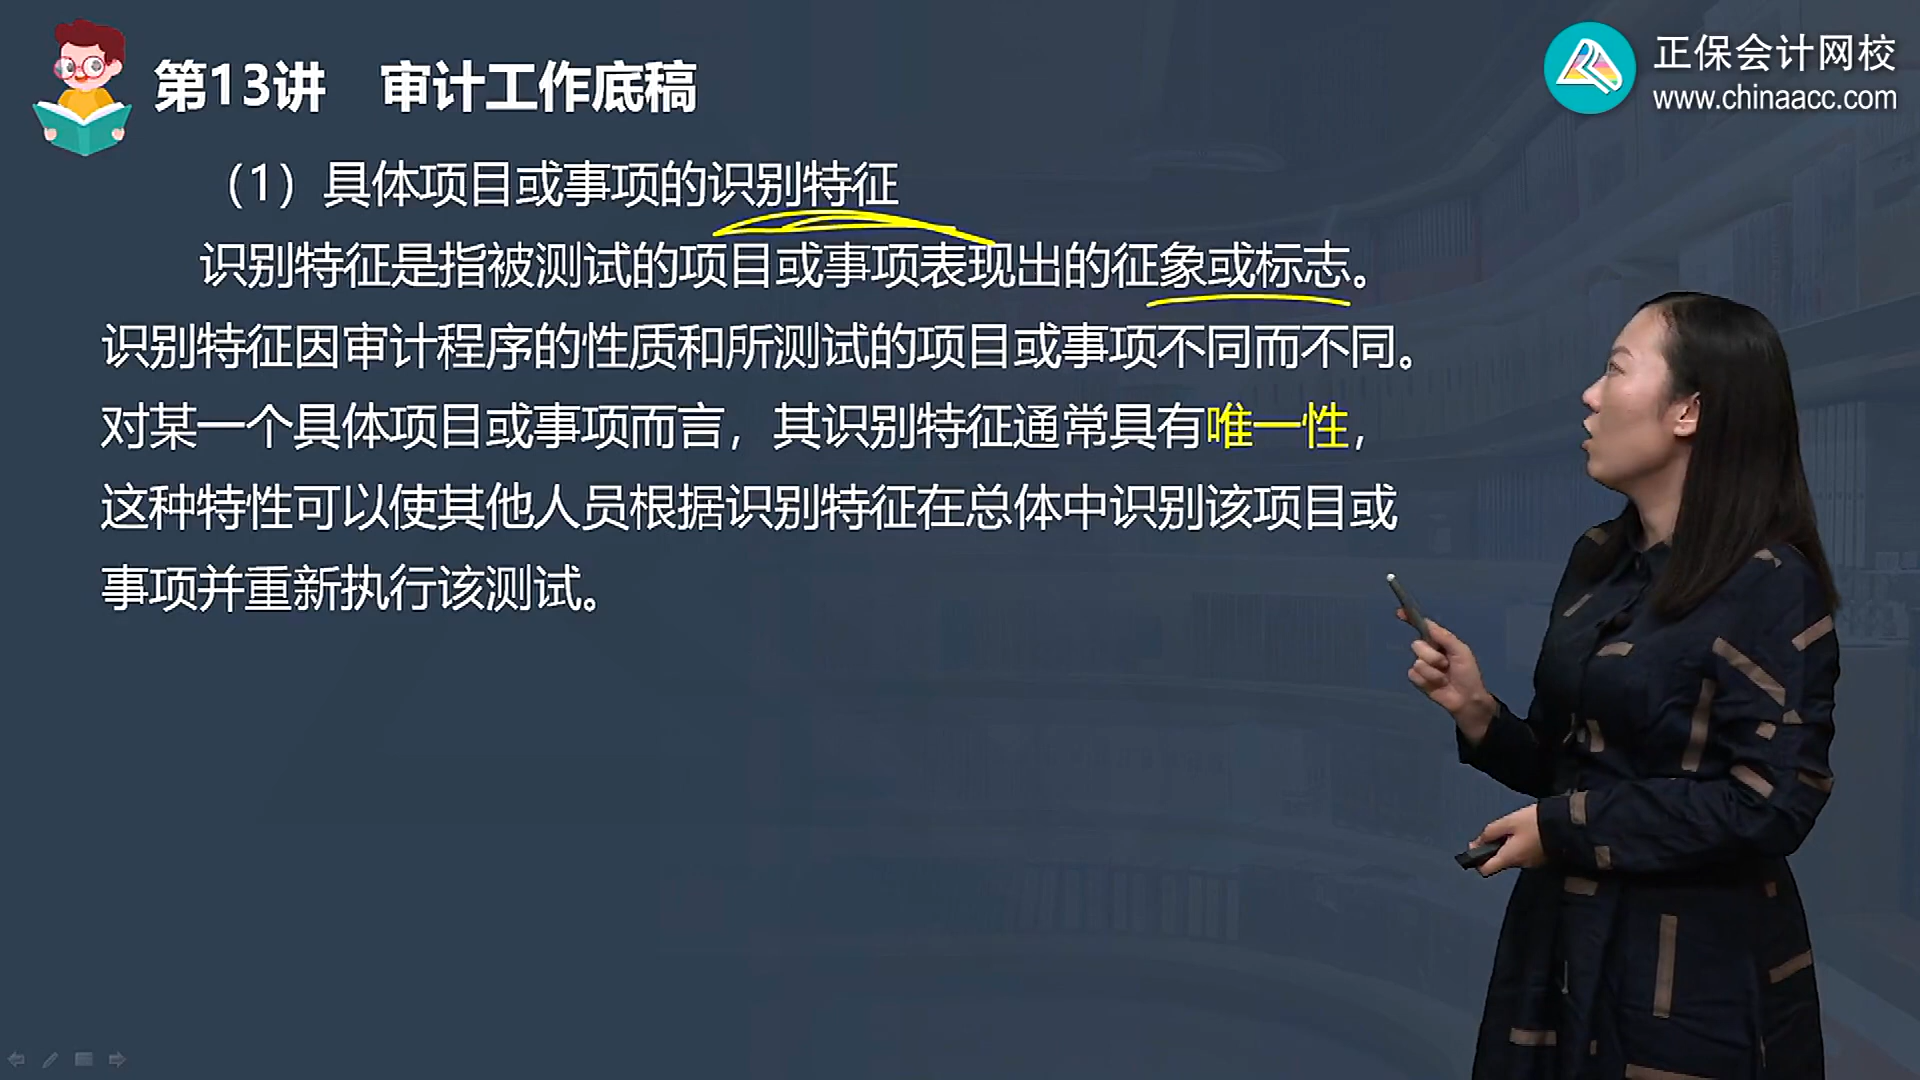 第13讲 审计工作底稿
正保会计网校
www.chinaacc.com
（1）具体项目或事项的识别特征
识别特征是指被测试的项目或事项表现出的征象或标志。
识别特征因审计程序的性质和所测试的项目或事项不同而不同。
对某一个具体项目或事项而言，其识别特征通常具有唯一性，
这种特性可以使其他人员根据识别特征在总体中识别该项目或
事项并重新执行该测试。